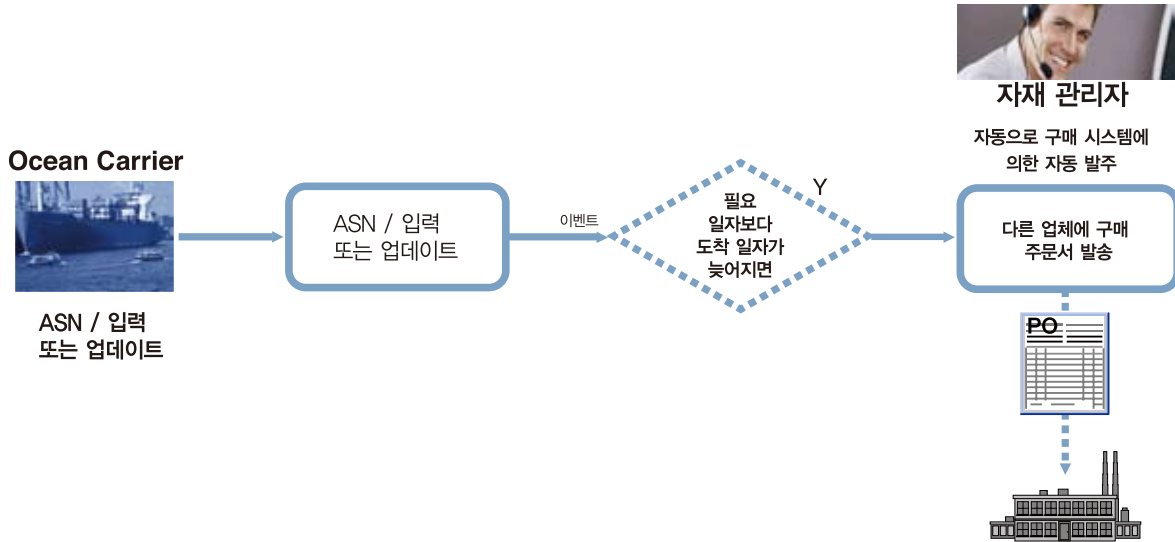 Ocean Carrier
ASN / 입력
또는 업데이트
ASN / 입력
또는 업데이트
이벤트
필요
일자보다
도착 일자가
늦어지면
Y
자재 관리자
자동으로 구매 시스템에
의한 자동 발주
다른 업체에 구매
주문서 발송
PO